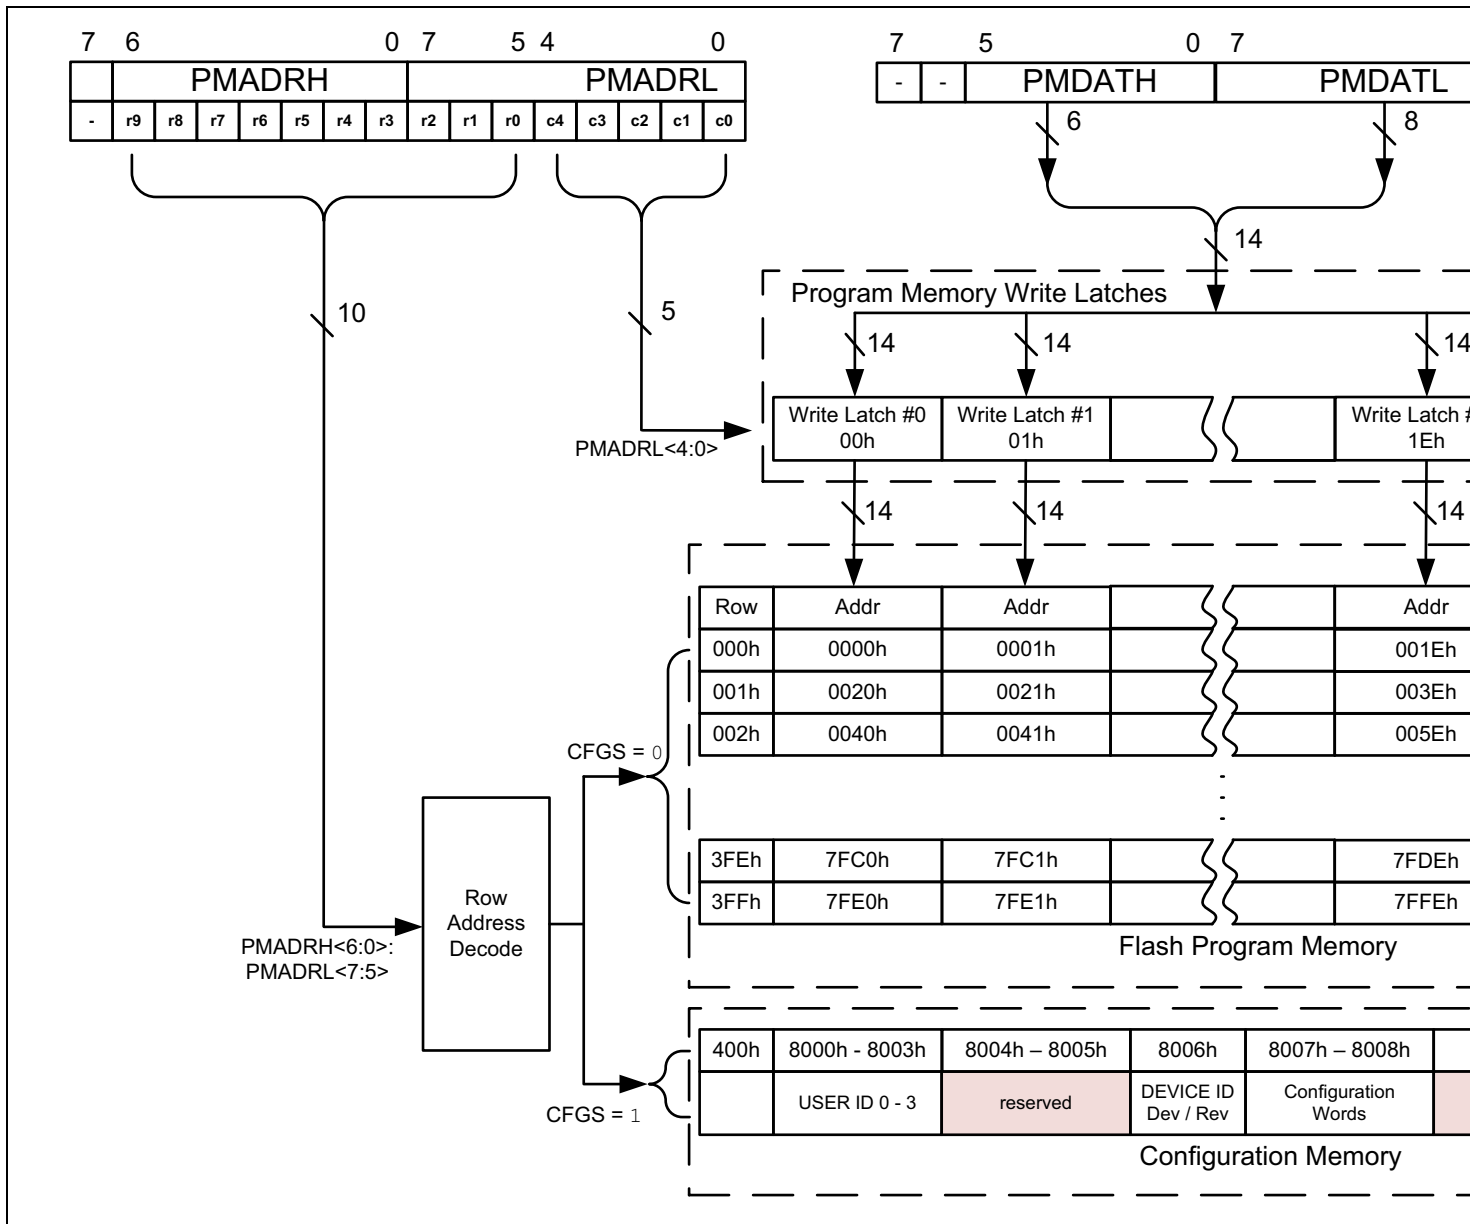 7 6 0 7 5 4 0
7 5 0 7
PMADRH PMADRL
- - PMDATH PMDATL
- r9 r8 r7 r6 r5 r4 r3 r2 r1 r0 c4 c3 c2 c1 c0
6 8
14
10 5
Program Memory Write Latches
14 14 14
Write Latch #0 Write Latch #1 Write Latch #
00h 01h 1Eh
PMADRL<4:0>
14 14 14
Row Addr Addr Addr
000h 0000h 0001h 001Eh
001h 0020h 0021h 003Eh
002h 0040h 0041h 005Eh
CFGS = 0
3FEh 7FC0h 7FC1h 7FDEh
3FFh 7FE0h 7FE1h 7FFEh
Row
Address
Decode
PMADRH<6:0>:
PMADRL<7:5>
Flash Program Memory
400h 8000h - 8003h 8004h – 8005h 8006h 8007h – 8008h
USER ID 0 - 3 reserved DEVICE ID Configuration
Dev / Rev Words
CFGS = 1
Configuration Memory